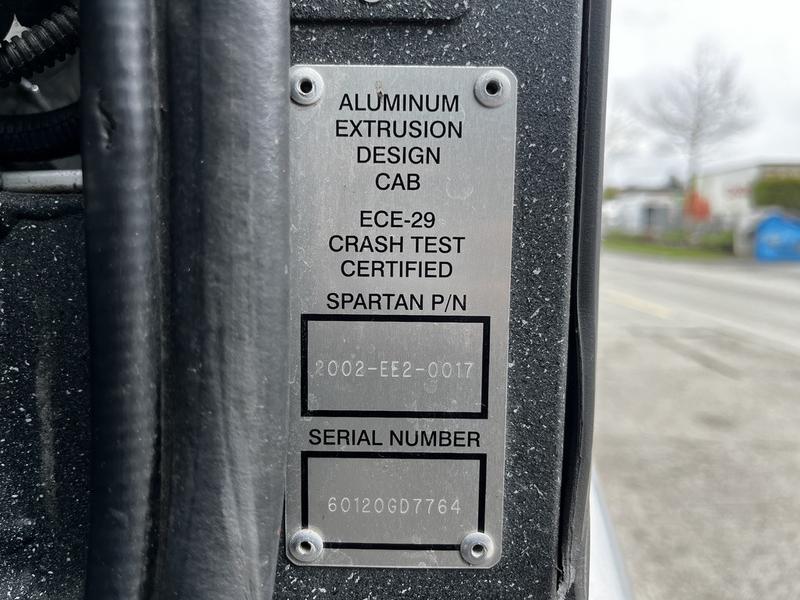 ALUMINUM
EXTRUSION
DESIGN
CAB
ECE-29
CRASH TEST
CERTIFIED
SPARTAN P/N
2002-EE2-0017
SERIAL NUMBER
60120GD7764